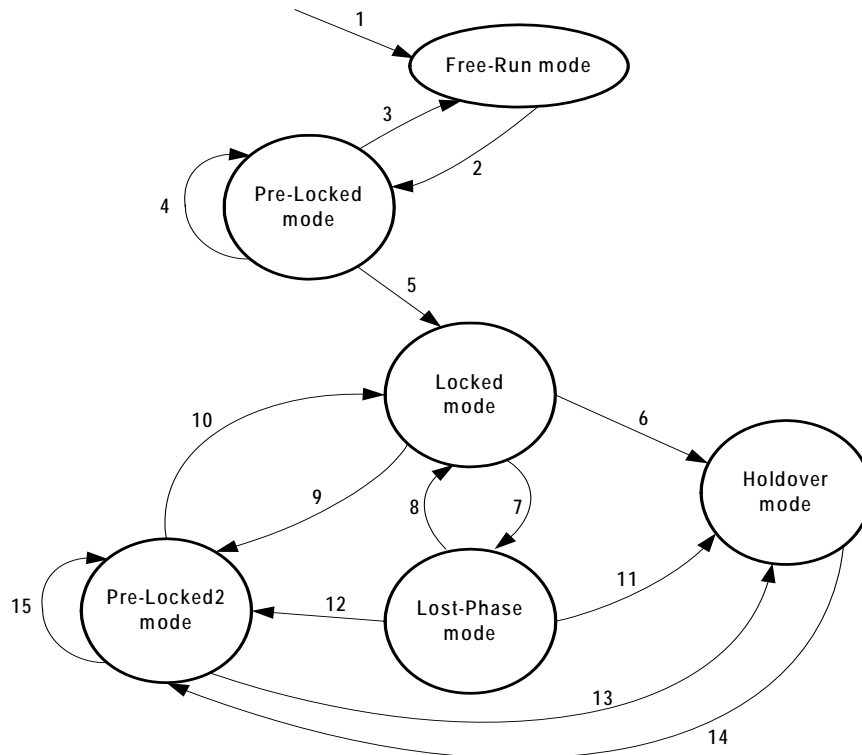 1
Free-Run mode
3
2
Pre-Locked
mode
4
5
Locked
mode
10
6
Holdover
mode
9
8
7
11
Pre-Locked2
mode
15
12
Lost-Phase
mode
13
14